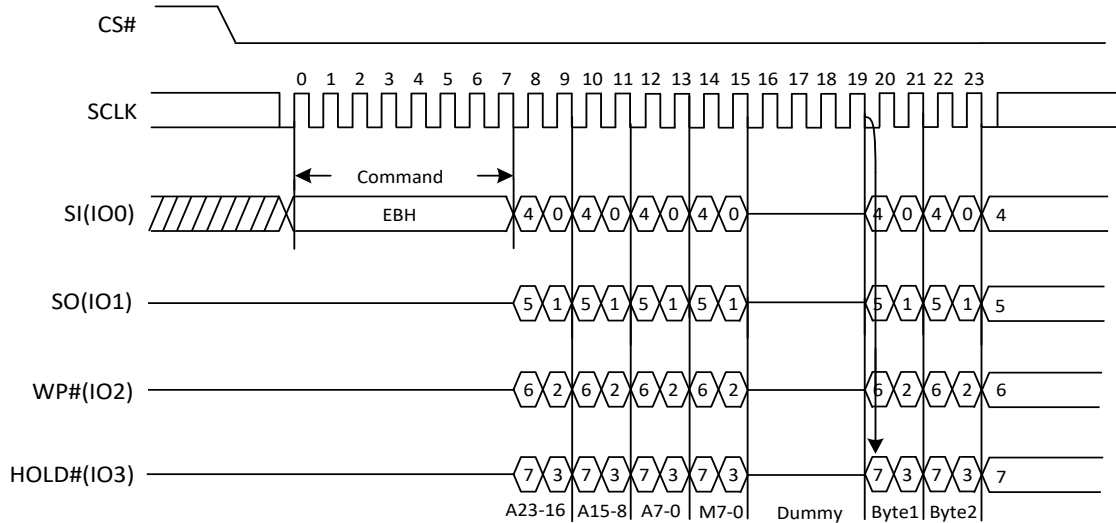 CS#
0 1 2 3 4 5 6 7 8 9 10 11 12 13 14 15 16 17 18 19 20 21 22 23
SCLK
Command
SI(IO0) EBH 4 0 4 0 4 0 4 0 4 0 4 0 4
SO(IO1) 5 1 5 1 5 1 5 1 5 1 5 1 5
WP#(IO2) 6 2 6 2 6 2 6 2 6 2 6 2 6
HOLD#(IO3) 7 3 7 3 7 3 7 3 7 3 7 3 7
A23-16 A15-8 A7-0 M7-0 Dummy Byte1 Byte2